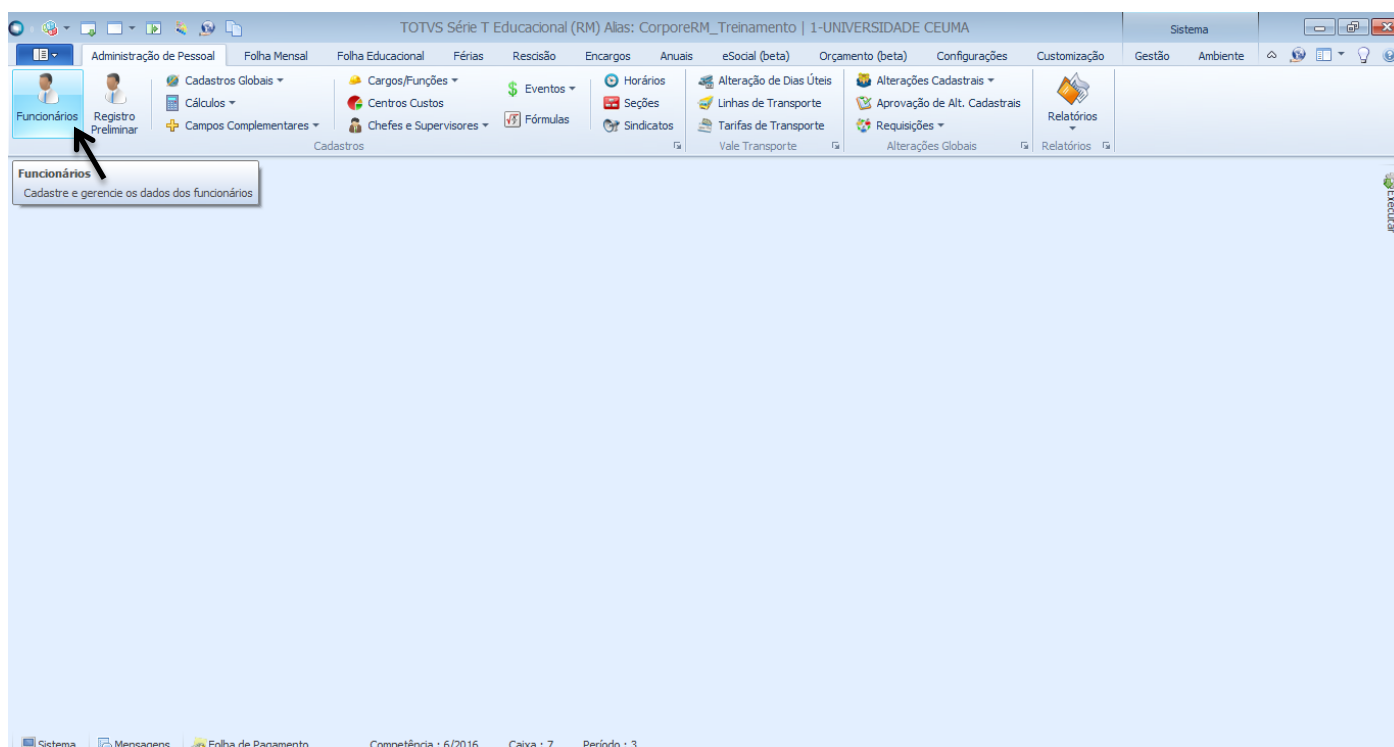 TOTVS Série T Educacional (RM) Alias: CorporeRM_Treinamento | 1-UNIVERSIDADE CEUMA
Sistema
Administração de Pessoal Folha Mensal Folha Educacional Férias Rescisão Encargos Anuais eSocial (beta) Orçamento (beta) Configurações Customização Gestão Ambiente
Funcionários
Registro
Preliminar
Cadastros Globais
Cálculos
Campos Complementares
Cargos/Funções
Centros Custos
Chefes e Supervisores
$ Eventos
Fórmulas
Horários
Seções
Sindicatos
Cadastros
Alteração de Dias Úteis
Linhas de Transporte
Tarifas de Transporte
Vale Transporte
Alterações Cadastrais
Aprovação de Alt. Cadastrais
Requisições
Alterações Globais
Relatórios
Relatórios
Funcionários
Cadastre e gerencie os dados dos funcionários
Executar
Sistema Mensagens Folha de Pagamento Competência : 6/2016 Caixa : 7 Período : 3